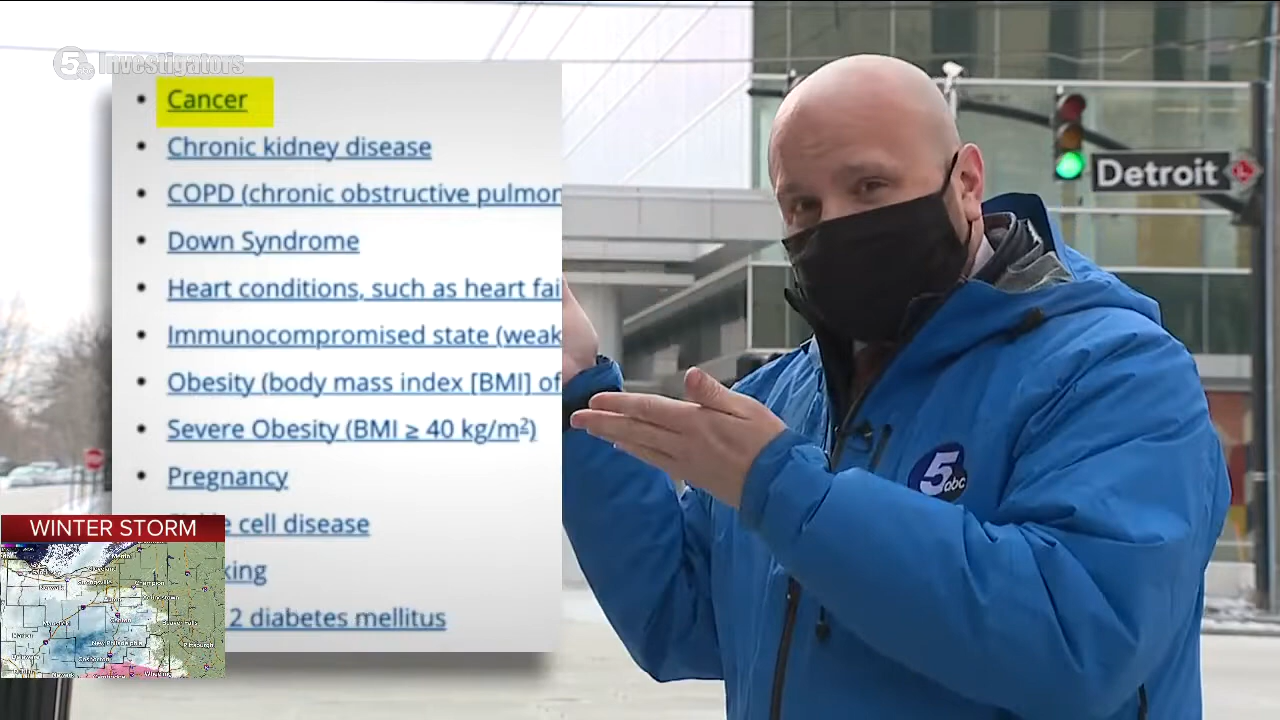 5 Investigators
• Cancer
• Chronic kidney disease
• COPD (chronic obstructive pulmon
• Down Syndrome
• Heart conditions, such as heart fai
• Immunocompromised state (weak
• Obesity (body mass index [BMI] of
• Severe Obesity (BMI ≥ 40 kg/m²)
• Pregnancy
cell disease
king
2 diabetes mellitus
WINTER STORM
Pittsburgh
Detroit
5 abc